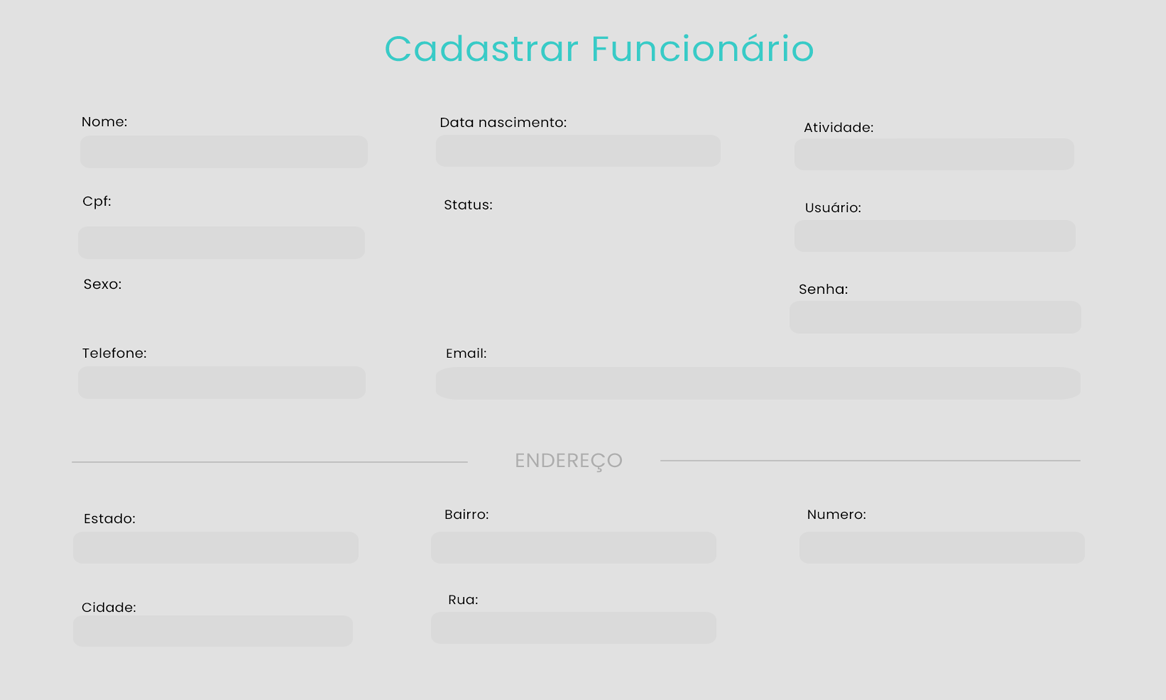 Cadastrar Funcionário
Nome:
Data nascimento:
Atividade:
Cpf:
Status:
Usuário:
Sexo:
Senha:
Telefone:
Email:
ENDEREÇO
Estado:
Bairro:
Numero:
Cidade:
Rua: